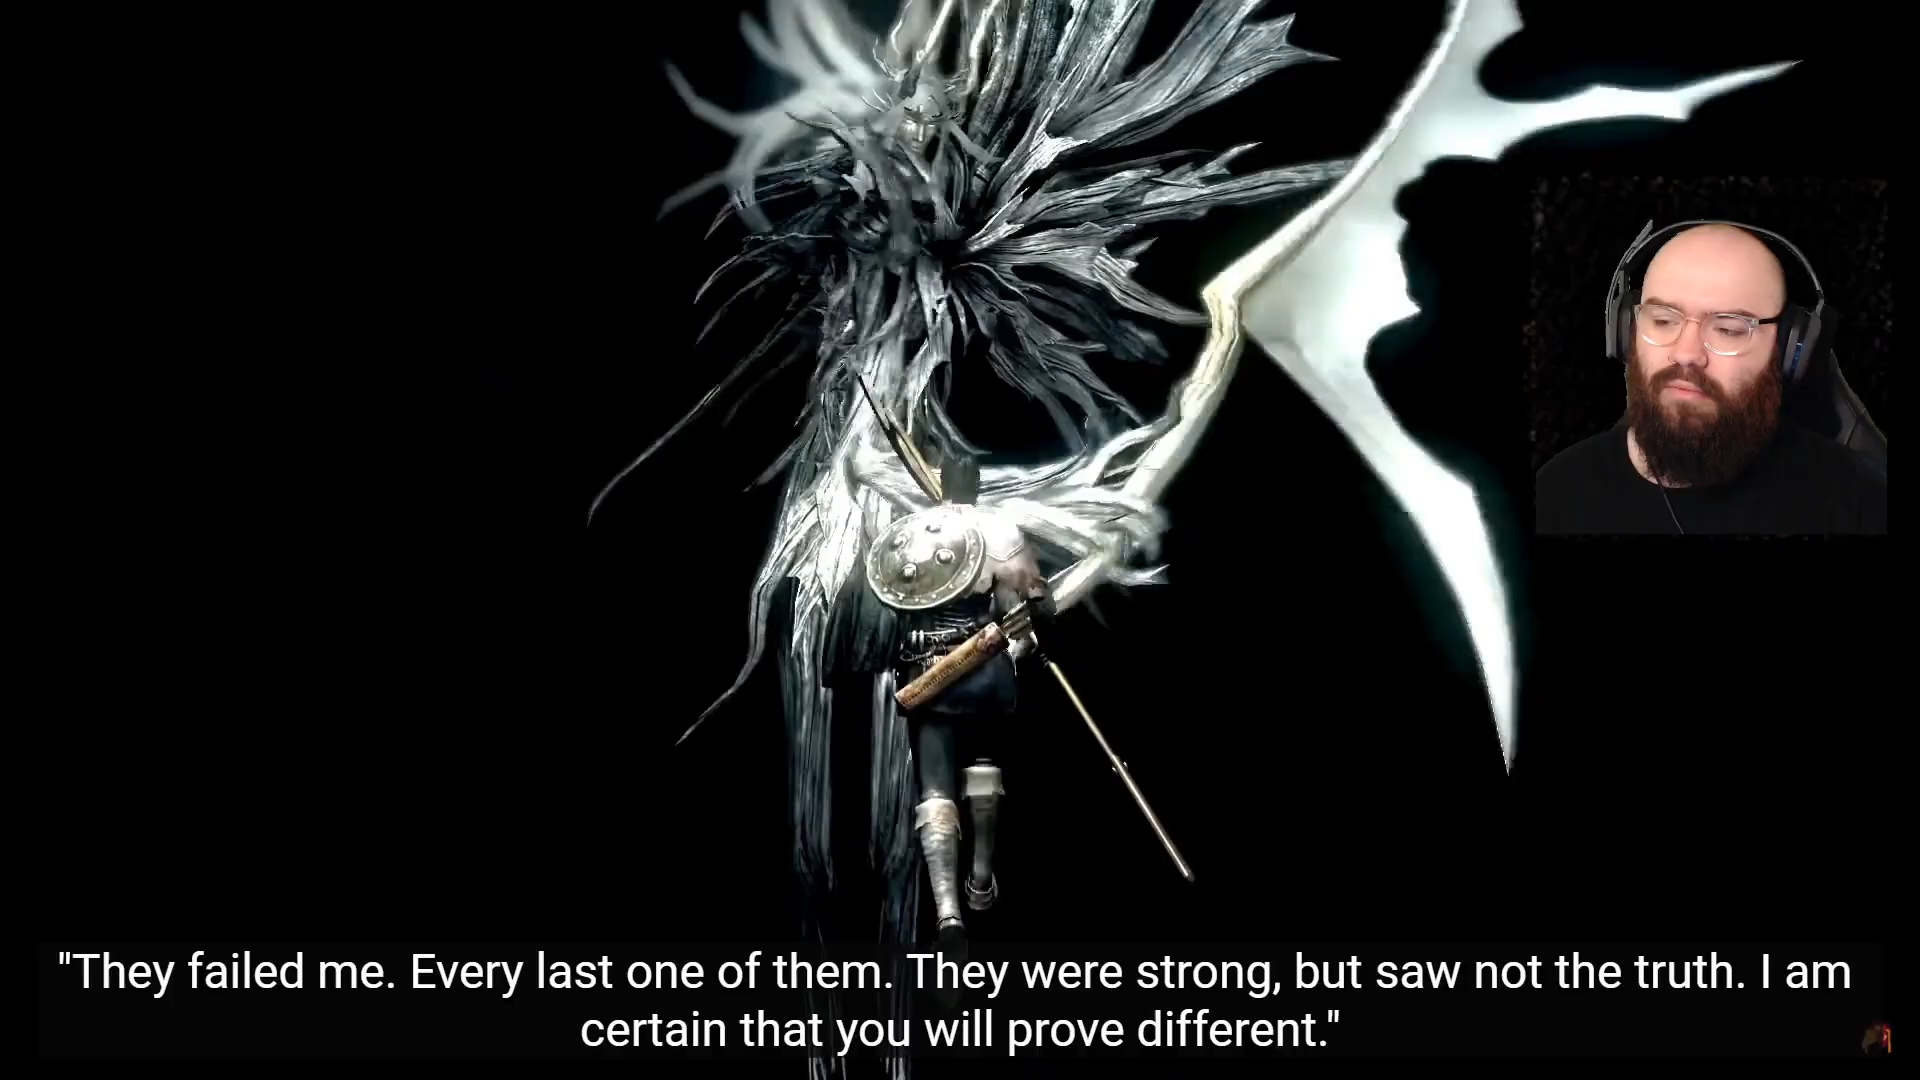 "They failed me. Every last one of them. They were strong, but saw not the truth. I am
certain that you will prove different."